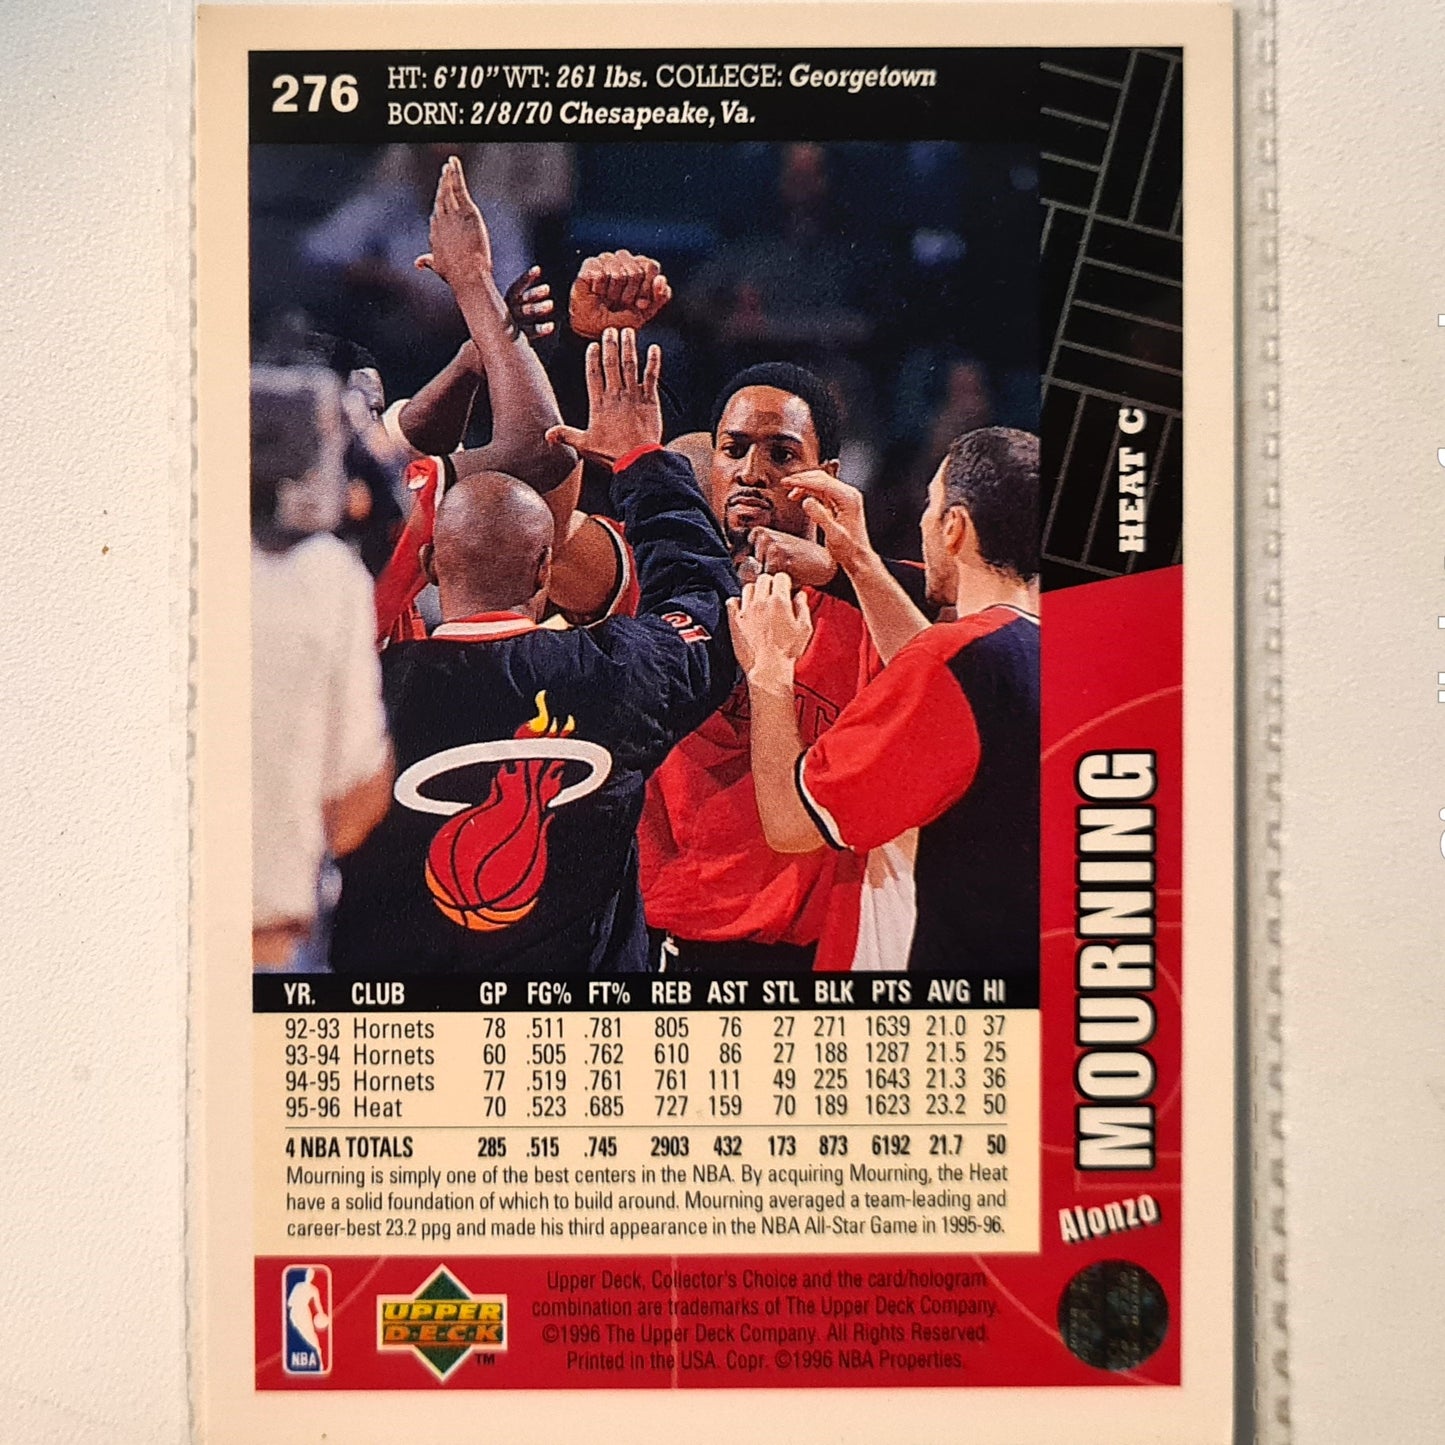 276
HT: 6'10" WT: 261 lbs. COLLEGE: Georgetown
BORN: 2/8/70 Chesapeake, Va.
HEAT C
MOURNING
Alonzo
YR. CLUB GP FG% FT% REB AST STL BLK PTS AVG HI
92-93 Hornets 78 .511 .781 805 76 27 271 1639 21.0 37
93-94 Hornets 60 .505 .762 610 86 27 188 1287 21.5 25
94-95 Hornets 77 .519 .761 761 111 49 225 1643 21.3 36
95-96 Heat 70 .523 .685 727 159 70 189 1623 23.2 50
4 NBA TOTALS 285 .515 .745 2903 432 173 873 6192 21.7 50
Mourning is simply one of the best centers in the NBA. By acquiring Mourning, the Heat
have a solid foundation of which to build around. Mourning averaged a team-leading and
career-best 23.2 ppg and made his third appearance in the NBA All-Star Game in 1995-96.
NBA
UPPER
DECK
TM
Upper Deck, Collector's Choice and the card/hologram
combination are trademarks of The Upper Deck Company.
©1996 The Upper Deck Company. All Rights Reserved.
Printed in the USA. Copr. ©1996 NBA Properties.